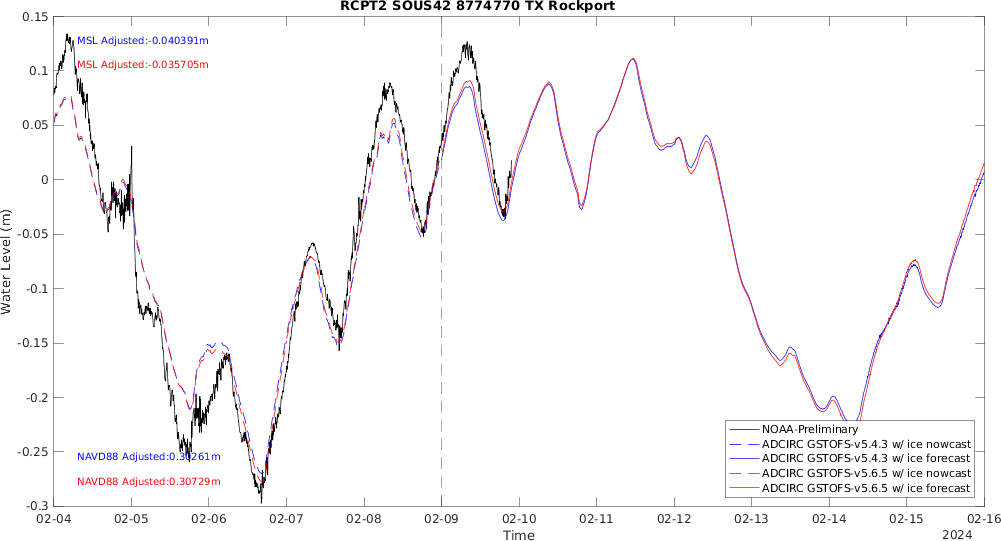 RCPT2 SOUS42 8774770 TX Rockport
0.15
MSL Adjusted:-0.040391m
MSL Adjusted:-0.035705m
0.1
0.05
0
-0.05
-0.1
-0.15
-0.2
-0.25
-0.3
Water Level (m)
NAVD88 Adjusted:0.30261m
NAVD88 Adjusted:0.30729m
NOAA-Preliminary
ADCIRC GSTOFS-v5.4.3 w/ ice nowcast
ADCIRC GSTOFS-v5.4.3 w/ ice forecast
ADCIRC GSTOFS-v5.6.5 w/ ice nowcast
ADCIRC GSTOFS-v5.6.5 w/ ice forecast
02-04 02-05 02-06 02-07 02-08 02-09 02-10 02-11 02-12 02-13 02-14 02-15 02-16
Time
2024